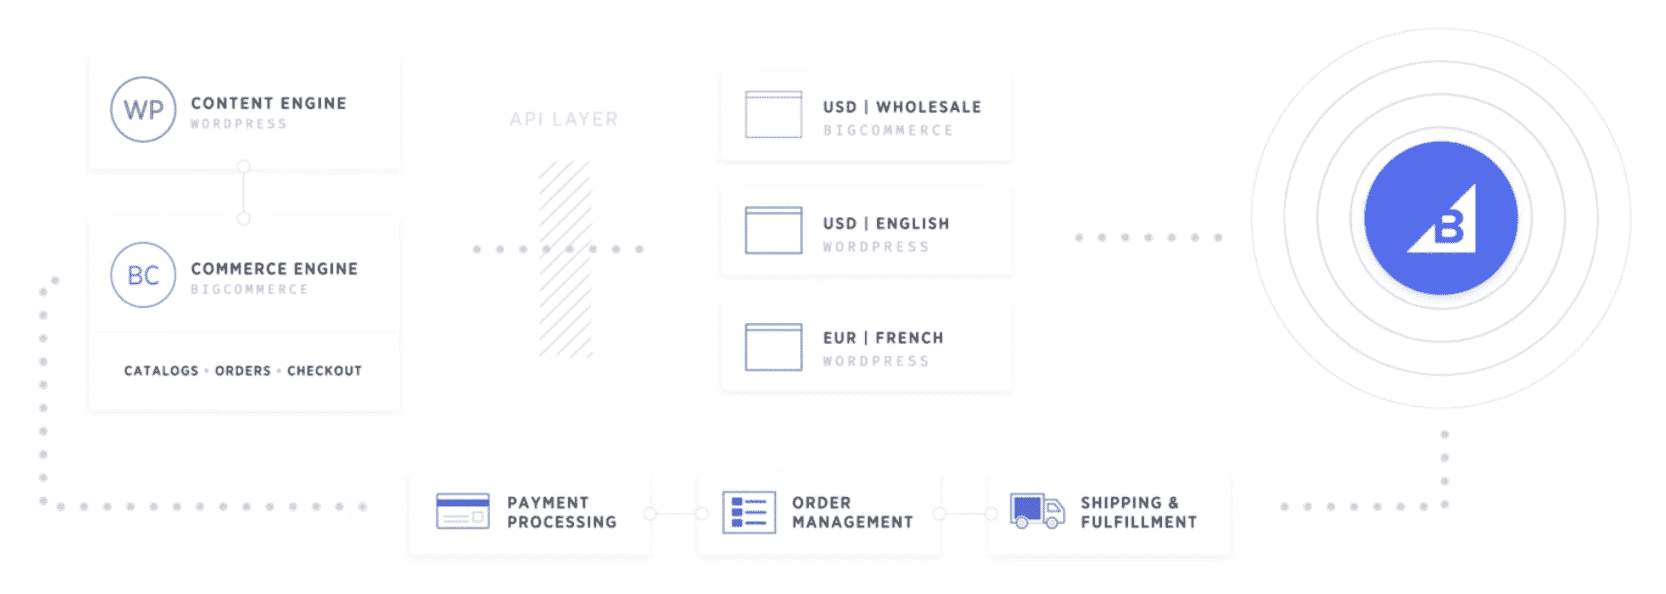 WP
CONTENT ENGINE
WORDPRESS
BC
COMMERCE ENGINE
BIGCOMMERCE
CATALOGS • ORDERS • CHECKOUT
API LAYER
USD | WHOLESALE
BIGCOMMERCE
USD | ENGLISH
WORDPRESS
EUR | FRENCH
WORDPRESS
B
PAYMENT
PROCESSING
ORDER
MANAGEMENT
SHIPPING &
FULFILLMENT